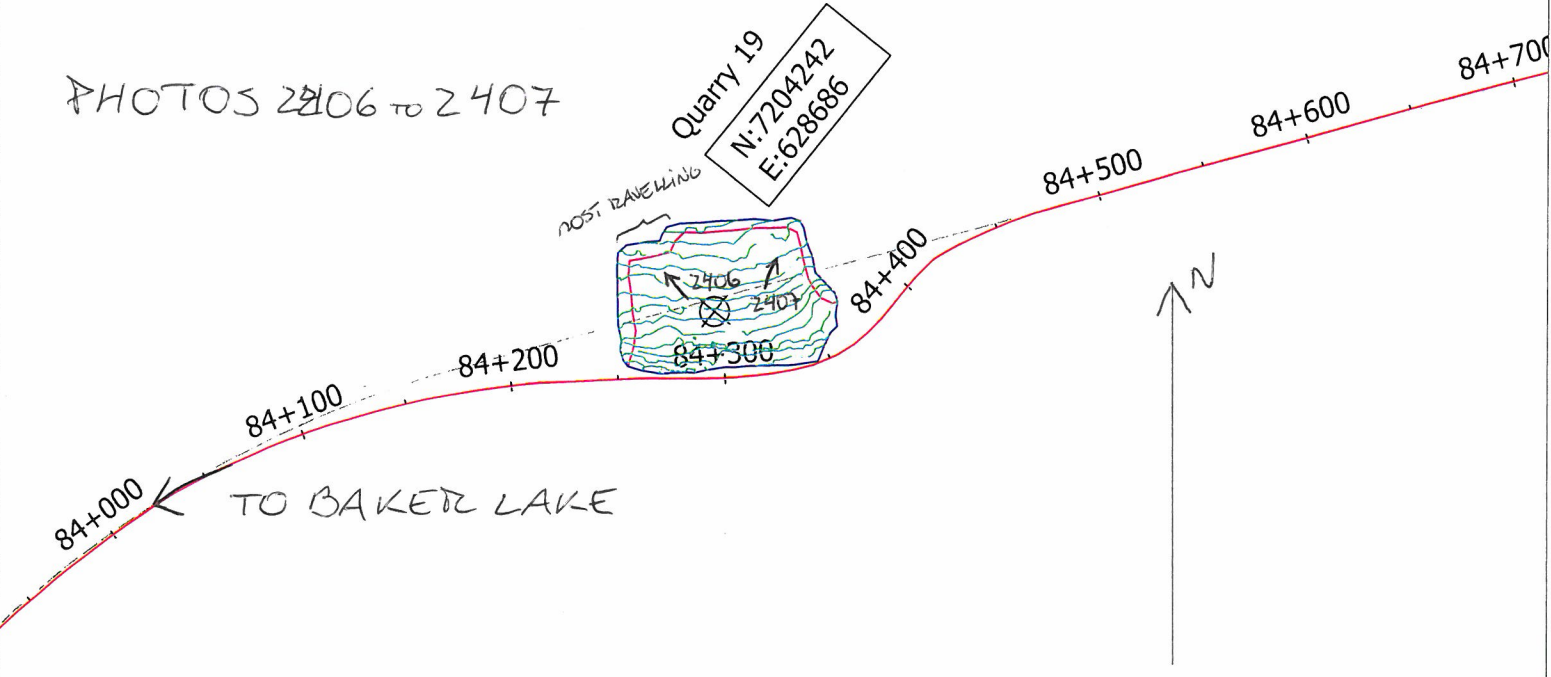 PHOTOS 2406 TO 2407
Quarry 19
N:7204242
E:628686
MOST RAVELLING
2406
2407
84+000
84+100
84+200
84+300
84+400
84+500
84+600
84+700
N
TO BAKER LAKE